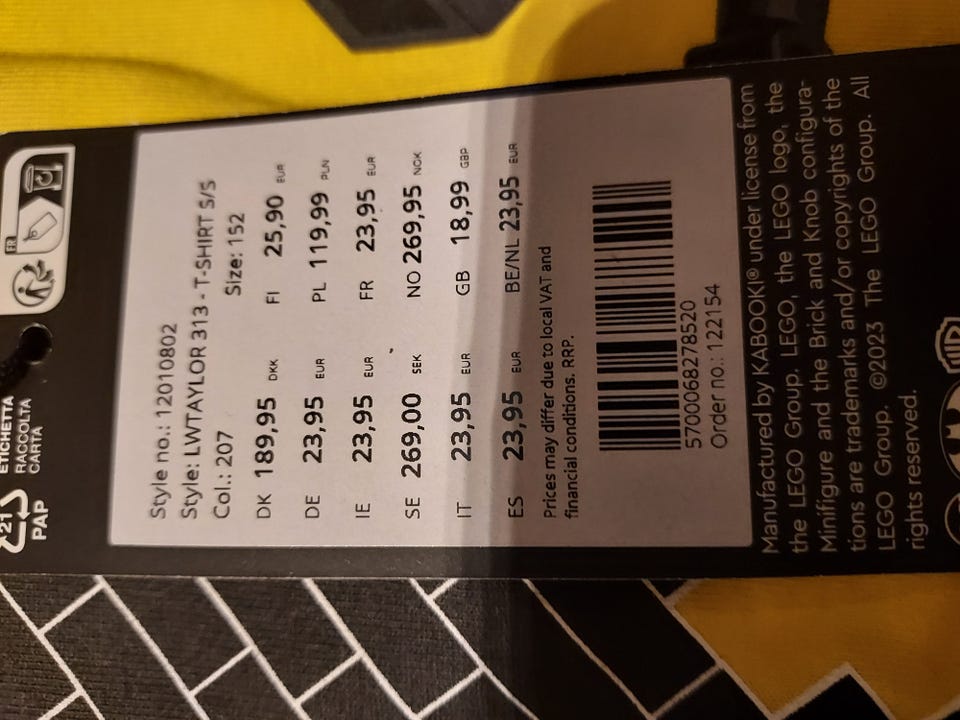 21
PAP
ETICHETTA
RACCOLTA
CARTA
FR
Style no.: 12010802
Style: LWTAYLOR 313 - T-SHIRT S/S
Col.: 207 Size: 152
DK 189,95 DKK FI 25,90 EUR
DE 23,95 EUR PL 119,99 PLN
IE 23,95 EUR FR 23,95 EUR
SE 269,00 SEK NO 269,95 NOK
IT 23,95 EUR GB 18,99 GBP
ES 23,95 EUR BE/NL 23,95 EUR
Prices may differ due to local VAT and
financial conditions. RRP.
5700068278520
Order no.: 122154
Manufactured by KABOOKI® under license from
the LEGO Group. LEGO, the LEGO logo, the
Minifigure and the Brick and Knob configura-
tions are trademarks and/or copyrights of the
LEGO Group. ©2023 The LEGO Group. All
rights reserved.